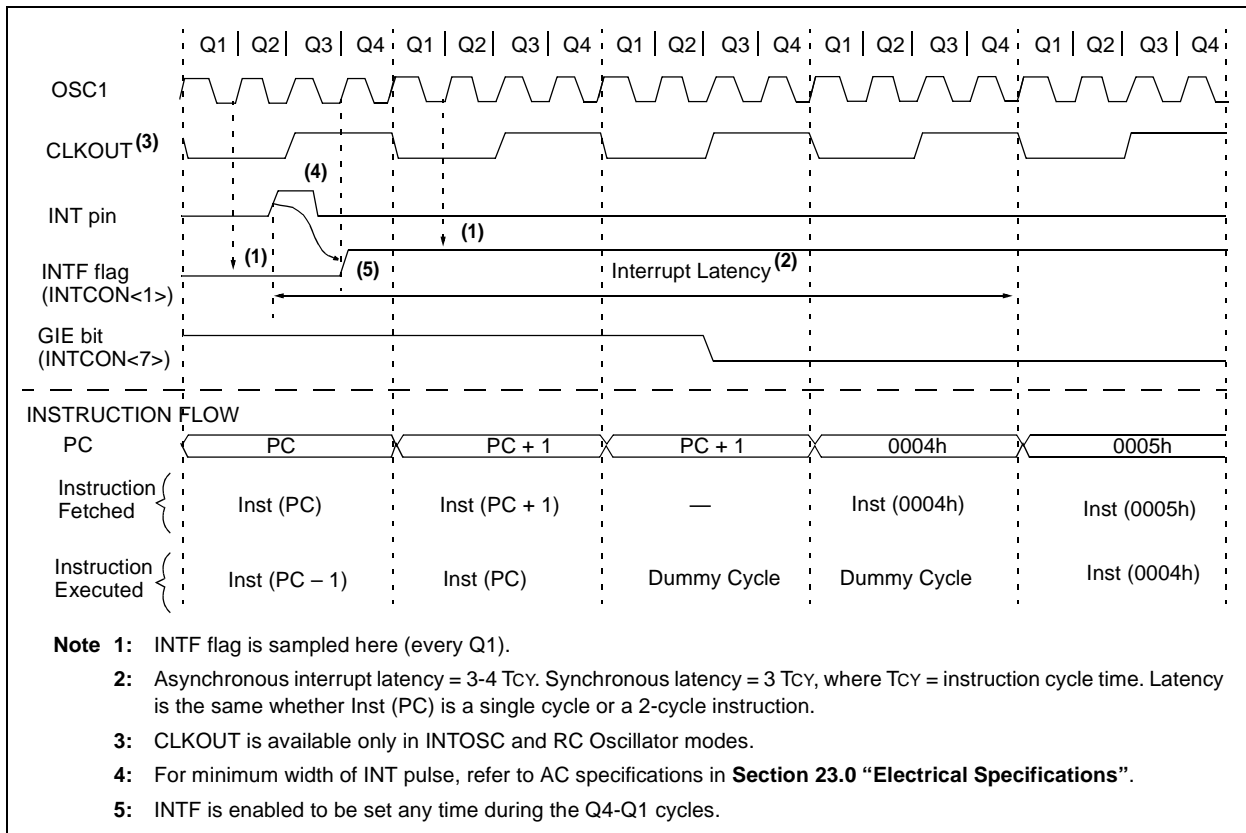 Q1 Q2 Q3 Q4 Q1 Q2 Q3 Q4 Q1 Q2 Q3 Q4 Q1 Q2 Q3 Q4 Q1 Q2 Q3 Q4
OSC1
CLKOUT (3)
(4)
INT pin
(1)
(1)
INTF flag
(INTCON<1>)
(5)
Interrupt Latency (2)
GIE bit
(INTCON<7>)
INSTRUCTION FLOW
PC PC PC + 1 PC + 1 0004h 0005h
Instruction
Fetched
Inst (PC) Inst (PC + 1) — Inst (0004h) Inst (0005h)
Instruction
Executed
Inst (PC – 1) Inst (PC) Dummy Cycle Dummy Cycle Inst (0004h)
Note 1: INTF flag is sampled here (every Q1).
2: Asynchronous interrupt latency = 3-4 TCY. Synchronous latency = 3 TCY, where TCY = instruction cycle time. Latency
is the same whether Inst (PC) is a single cycle or a 2-cycle instruction.
3: CLKOUT is available only in INTOSC and RC Oscillator modes.
4: For minimum width of INT pulse, refer to AC specifications in Section 23.0 “Electrical Specifications”.
5: INTF is enabled to be set any time during the Q4-Q1 cycles.